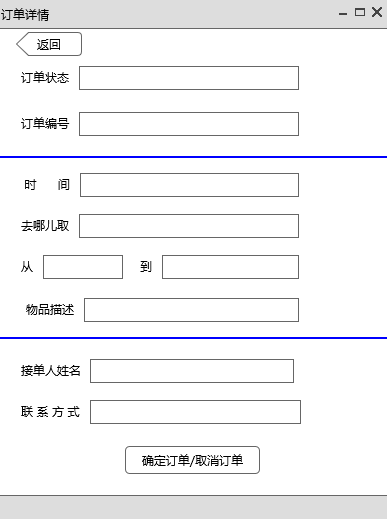 订单详情
返回
订单状态
订单编号
时 间
去哪儿取
从 到
物品描述
接单人姓名
联系方式
确定订单/取消订单